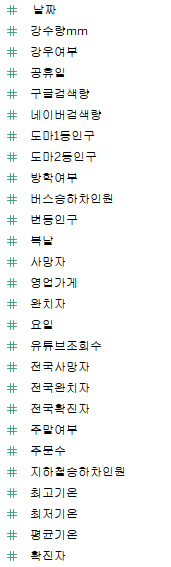 날짜
강수량mm
강우여부
공휴일
구글검색량
네이버검색량
도마1동인구
도마2동인구
방학여부
버스승하차인원
변동인구
복날
사망자
영업가게
완치자
요일
유튜브조회수
전국사망자
전국완치자
전국확진자
주말여부
주문수
지하철승하차인원
최고기온
최저기온
평균기온
확진자